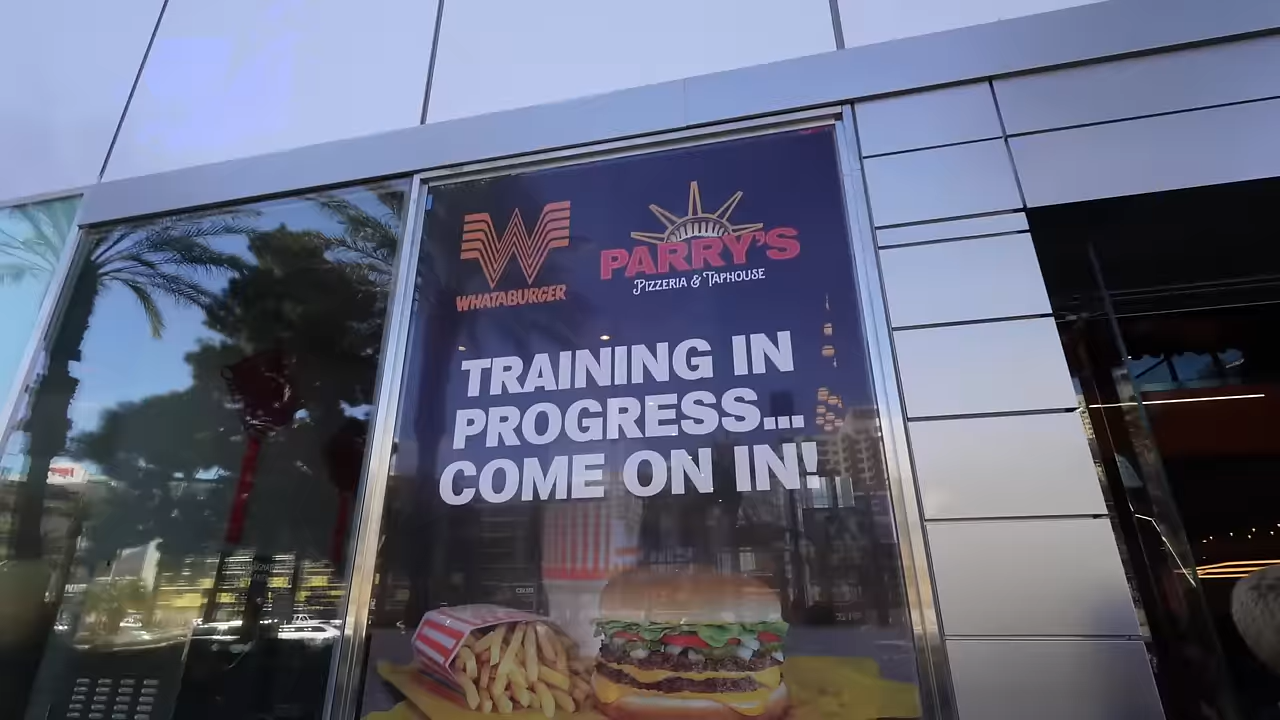 WHATABURGER
PARRY'S
PIZZERIA & TAPHOUSE
TRAINING IN
PROGRESS...
COME ON IN!